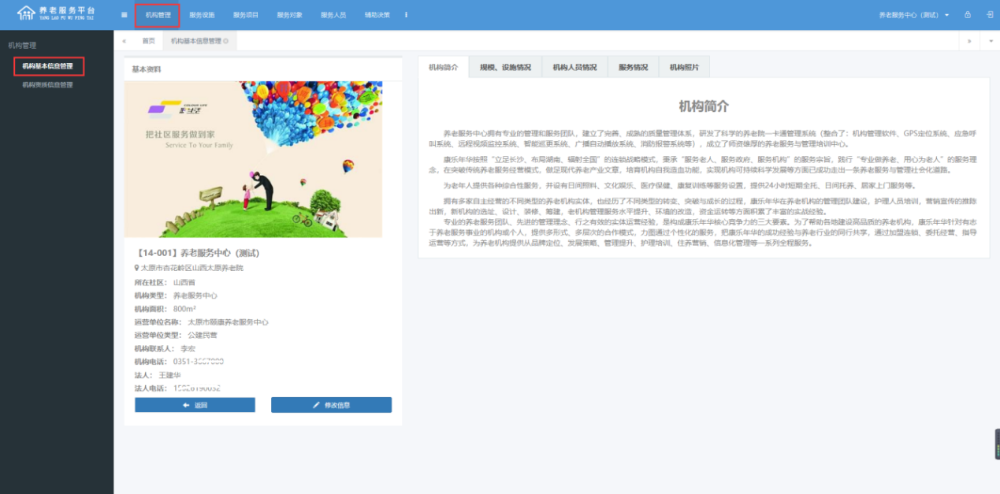 养老服务平台
YANG LAO FU WU PING TAI
机构管理
服务设施
服务项目
服务对象
服务人员
辅助决策
养老服务中心（测试）
机构管理
机构基本信息管理
机构资质信息管理
首页
机构基本信息管理
基本资料
彩生活
把社区服务做到家
Service To Your Family
【14-001】养老服务中心（测试）
太原市杏花岭区山西太原养老院
所在社区： 山西省
机构类型： 养老服务中心
机构面积： 800m²
运营单位名称： 太原市颐康养老服务中心
运营单位类型： 公建民营
机构联系人： 李宏
机构电话： 0351-3
法人： 王建华
法人电话：
返回
修改信息
机构简介
规模、设施情况
机构人员情况
服务情况
机构照片
机构简介
养老服务中心拥有专业的管理和服务团队，建立了完善、成熟的质量管理体系，研发了科学的养老院一卡通管理系统（整合了：机构管理软件、GPS定位系统、应急呼
叫系统、远程视频监控系统、智能巡更系统、广播自动播放系统、消防报警系统等），成立了师资雄厚的养老服务与管理培训中心。
康乐年华按照“立足长沙、布局湖南、辐射全国”的连锁战略模式，秉承“服务老人、服务政府、服务机构”的服务宗旨，践行“专业做养老、用心为老人”的服务理
念，在突破传统养老服务经营模式，做足现代养老产业文章，培育机构自我造血功能，实现机构可持续科学发展等方面已成功走出一条养老服务与管理社会化道路。
为老年人提供各种综合性服务，并设有日间照料、文化娱乐、医疗保健、康复训练等服务设置，提供24小时短期全托、日间托养、居家上门服务等。
拥有多家自主经营的不同类型的养老机构实体，也经历了不同类型的转变、突破与成长的过程，康乐年华在养老机构的管理团队建设，护理人员培训，营销宣传的推陈
出新，新机构的选址、设计、装修、筹建，老机构管理服务水平提升、环境的改造，资金运转等方面积累了丰富的实战经验。
专业的养老服务团队、先进的管理理念、行之有效的实体运营经验，是构成康乐年华核心竞争力的三大要素。为了帮助各地建设高品质的养老机构，康乐年华针对有志
于养老服务事业的机构或个人，提供多形式、多层次的合作模式，力图通过个性化的服务，把康乐年华的成功经验与养老行业的同行共享，通过加盟连锁、委托经营、指导
运营等方式，为养老机构提供从品牌定位、发展策略、管理提升、护理培训、住养营销、信息化管理等一系列全程服务。